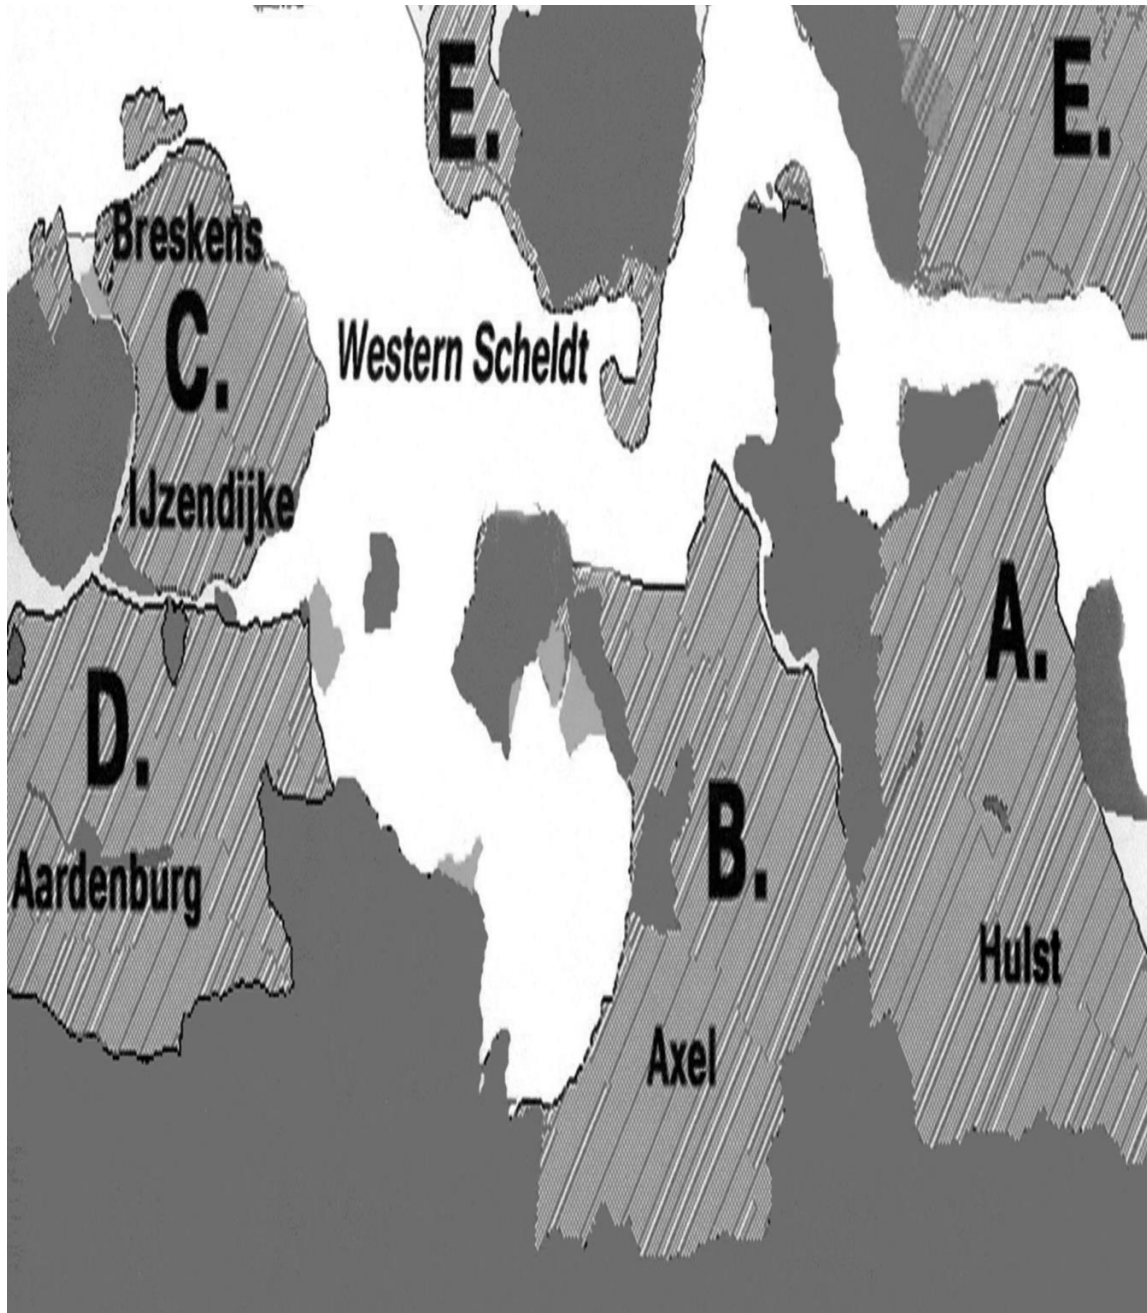 E.
E.
Breskens
C.
Western Scheldt
IJzendijke
A.
D.
B.
Aardenburg
Hulst
Axel